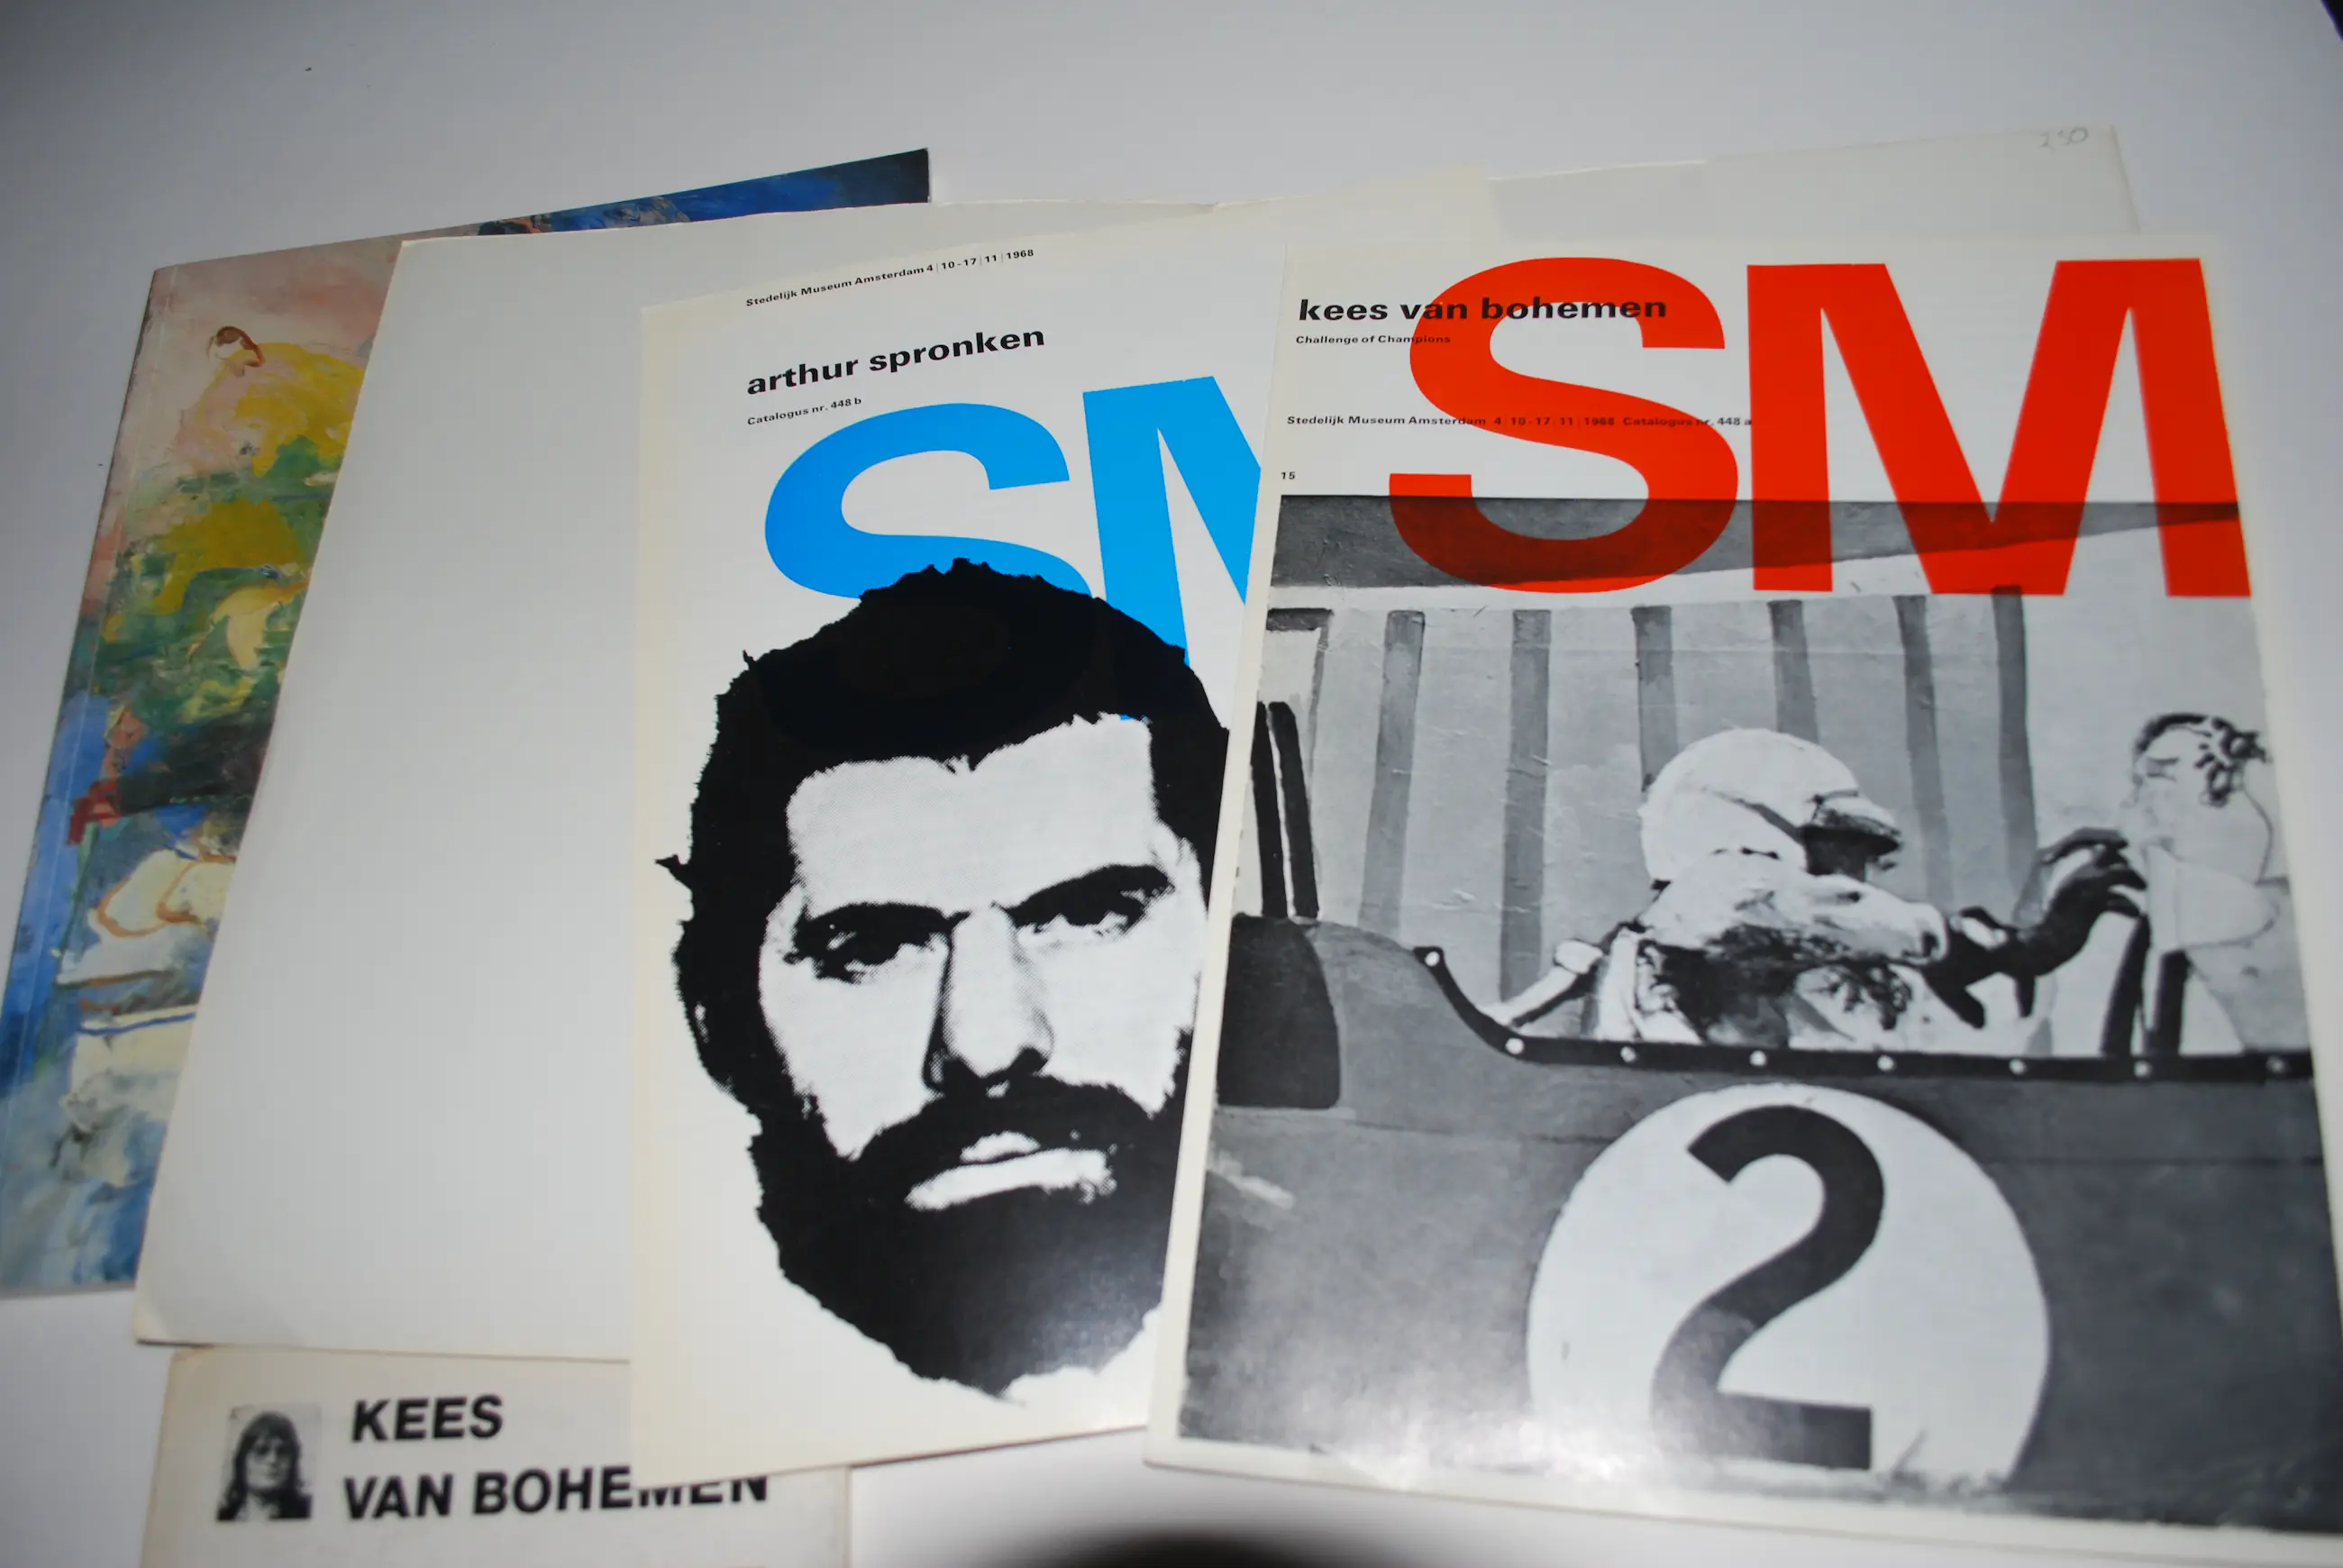 250
Stedelijk Museum Amsterdam 4|10-17|11|1968
arthur spronken
Catalogus nr. 448 b
SM
SM
kees van bohemen
Challenge of Champions
Stedelijk Museum Amsterdam 4|10-17|11|1968 Catalogus nr. 448 a
15
2
KEES
VAN BOHEMEN